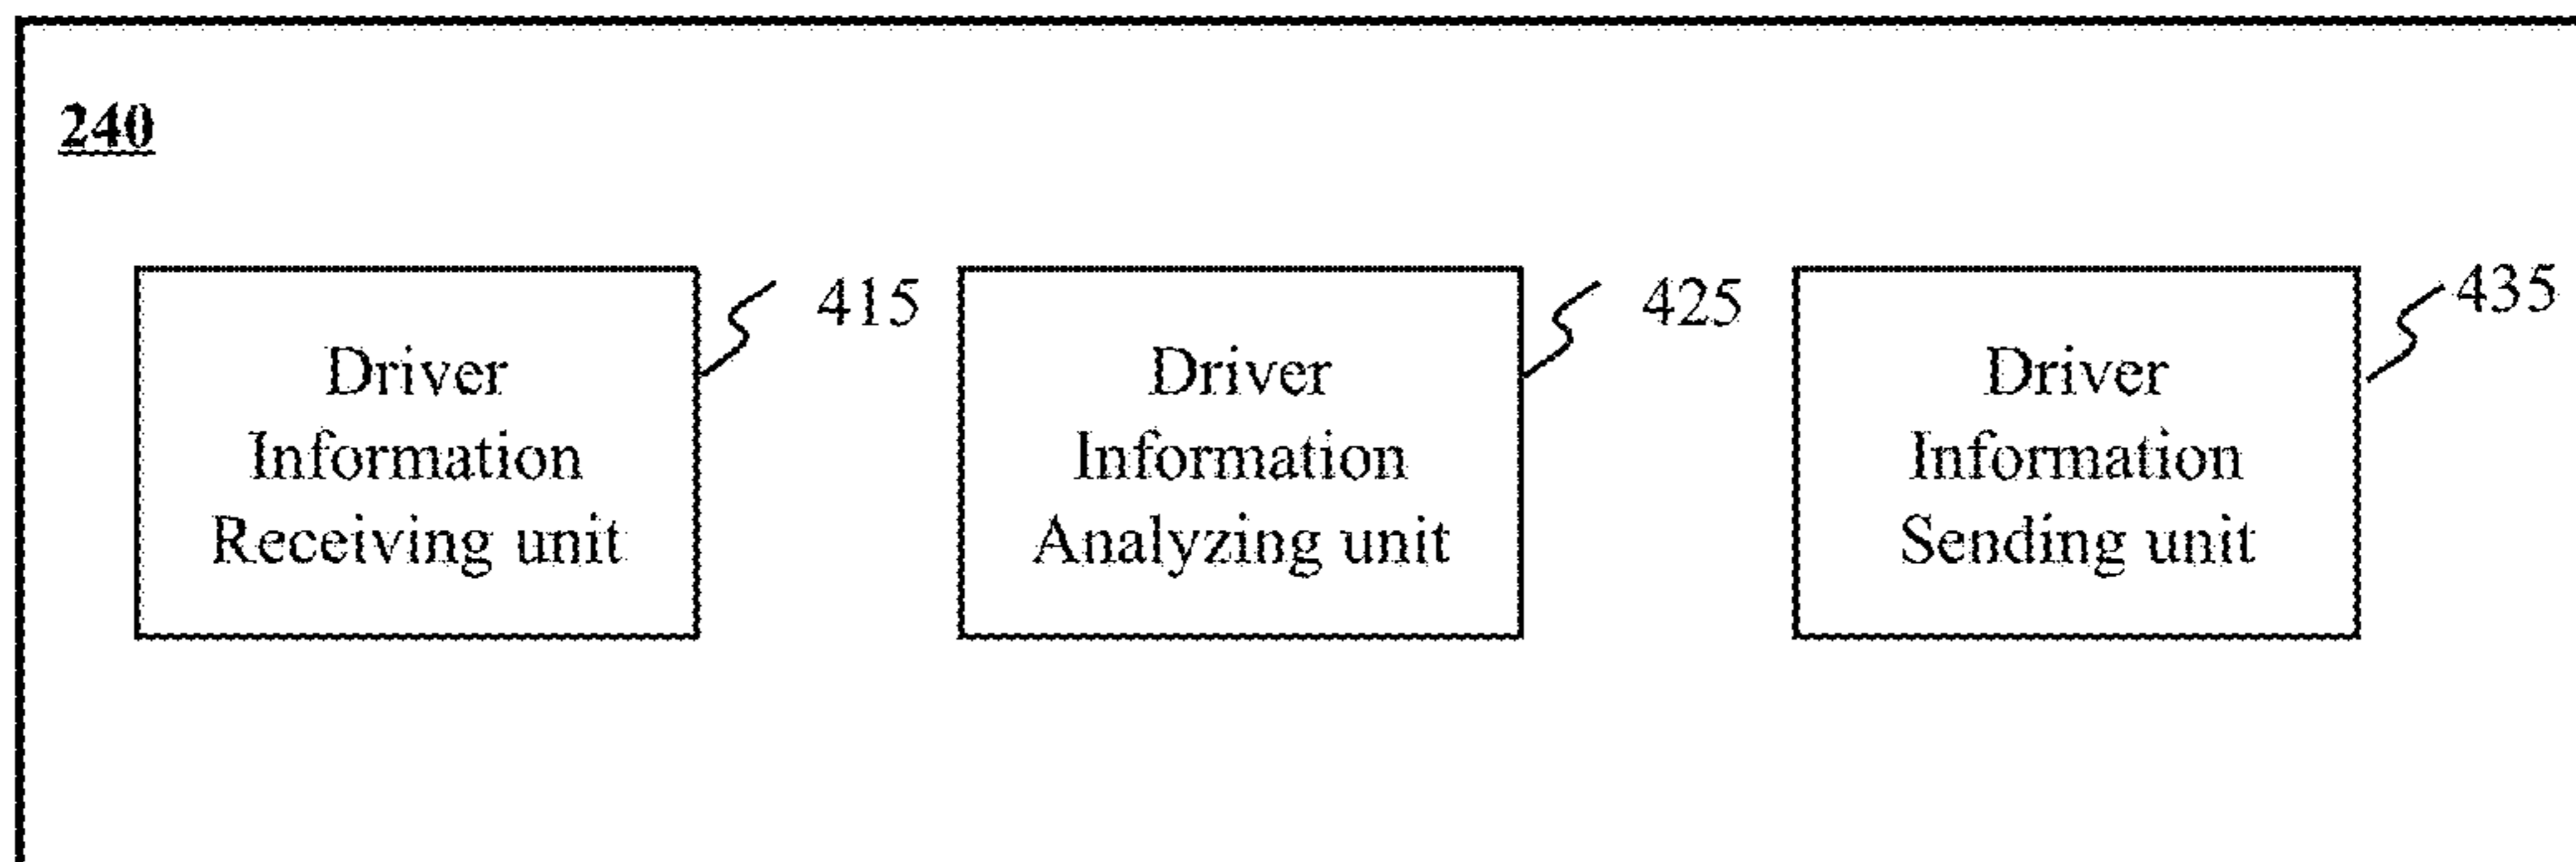 240
415
Driver
Information
Receiving unit
425
Driver
Information
Analyzing unit
435
Driver
Information
Sending unit